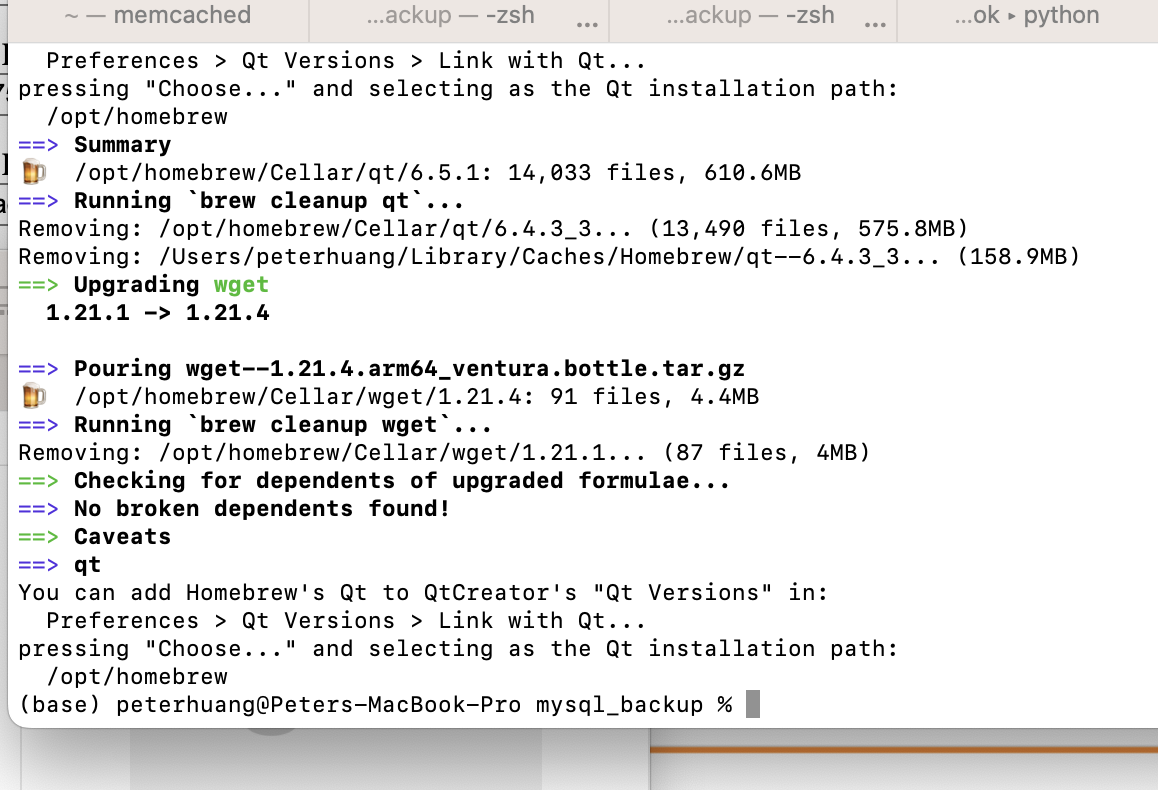 ~ — memcached
...ackup — -zsh ...
...ackup — -zsh ...
...ok ▸ python
Preferences > Qt Versions > Link with Qt...
pressing "Choose..." and selecting as the Qt installation path:
/opt/homebrew
==> Summary
🍺 /opt/homebrew/Cellar/qt/6.5.1: 14,033 files, 610.6MB
==> Running `brew cleanup qt`...
Removing: /opt/homebrew/Cellar/qt/6.4.3_3... (13,490 files, 575.8MB)
Removing: /Users/peterhuang/Library/Caches/Homebrew/qt--6.4.3_3... (158.9MB)
==> Upgrading wget
1.21.1 -> 1.21.4
==> Pouring wget--1.21.4.arm64_ventura.bottle.tar.gz
🍺 /opt/homebrew/Cellar/wget/1.21.4: 91 files, 4.4MB
==> Running `brew cleanup wget`...
Removing: /opt/homebrew/Cellar/wget/1.21.1... (87 files, 4MB)
==> Checking for dependents of upgraded formulae...
==> No broken dependents found!
==> Caveats
==> qt
You can add Homebrew's Qt to QtCreator's "Qt Versions" in:
Preferences > Qt Versions > Link with Qt...
pressing "Choose..." and selecting as the Qt installation path:
/opt/homebrew
(base) peterhuang@Peters-MacBook-Pro mysql_backup %